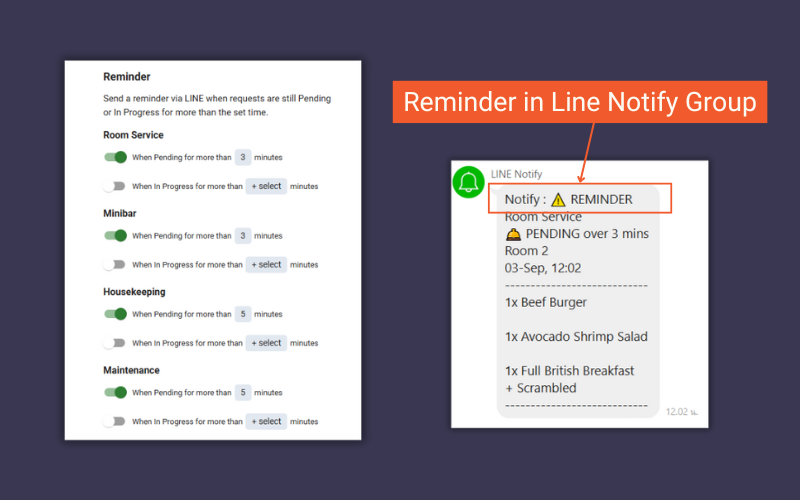 Reminder
Send a reminder via LINE when requests are still Pending
or In Progress for more than the set time.
Room Service
When Pending for more than 3 minutes
When In Progress for more than + select minutes
Minibar
When Pending for more than 3 minutes
When In Progress for more than + select minutes
Housekeeping
When Pending for more than 5 minutes
When In Progress for more than + select minutes
Maintenance
When Pending for more than 5 minutes
When In Progress for more than + select minutes
Reminder in Line Notify Group
LINE Notify
Notify : ⚠️ REMINDER
Room Service
🛎️ PENDING over 3 mins
Room 2
03-Sep, 12:02
------------------------------
1x Beef Burger
1x Avocado Shrimp Salad
1x Full British Breakfast
+ Scrambled
------------------------------
12.02 น.